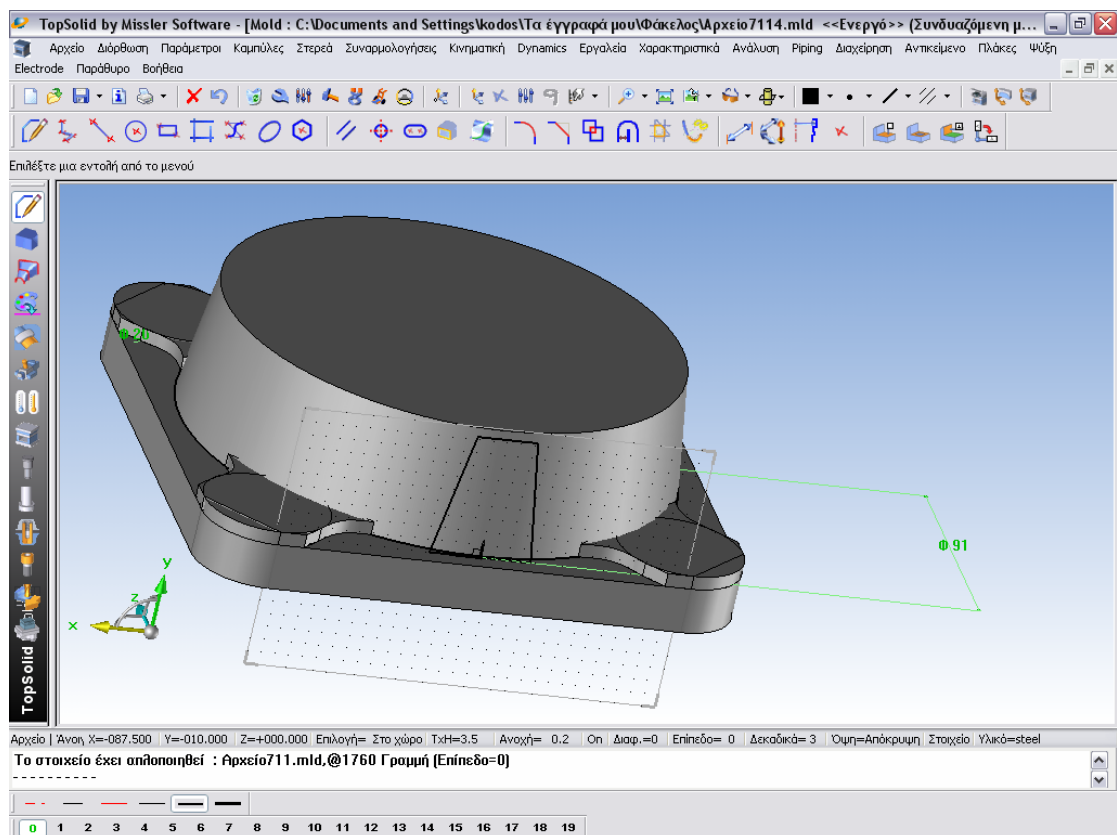 TopSolid by Missler Software - [Mold : C:\Documents and Settings\kodos\Τα έγγραφά μου\Φάκελος\Αρχείο7114.mld <<Ενεργό>> (Συνδυαζόμενη μ...
Αρχείο Διόρθωση Παράμετροι Καμπύλες Στερεά Συναρμολογήσεις Κινηματική Dynamics Εργαλεία Χαρακτηριστικά Ανάλυση Piping Διαχείρηση Αντικείμενο Πλάκες Ψύξη
Electrode Παράθυρο Βοήθεια
Επιλέξτε μια εντολή από το μενού
Φ 20
Φ 91
y
z
x
TopSolid
Αρχείο Άνοιγ X=-087.500 Y=-010.000 Z=+000.000 Επιλογή= Στο χώρο TxH=3.5 Ανοχή= 0.2 On Διαφ.=0 Επίπεδο= 0 Δεκαδικά= 3 Όψη=Απόκρυψη Στοιχείο Υλικό=steel
Το στοιχείο έχει απλοποιηθεί : Αρχείο711.mld,@1760 Γραμμή (Επίπεδο=0)
----------
0 1 2 3 4 5 6 7 8 9 10 11 12 13 14 15 16 17 18 19